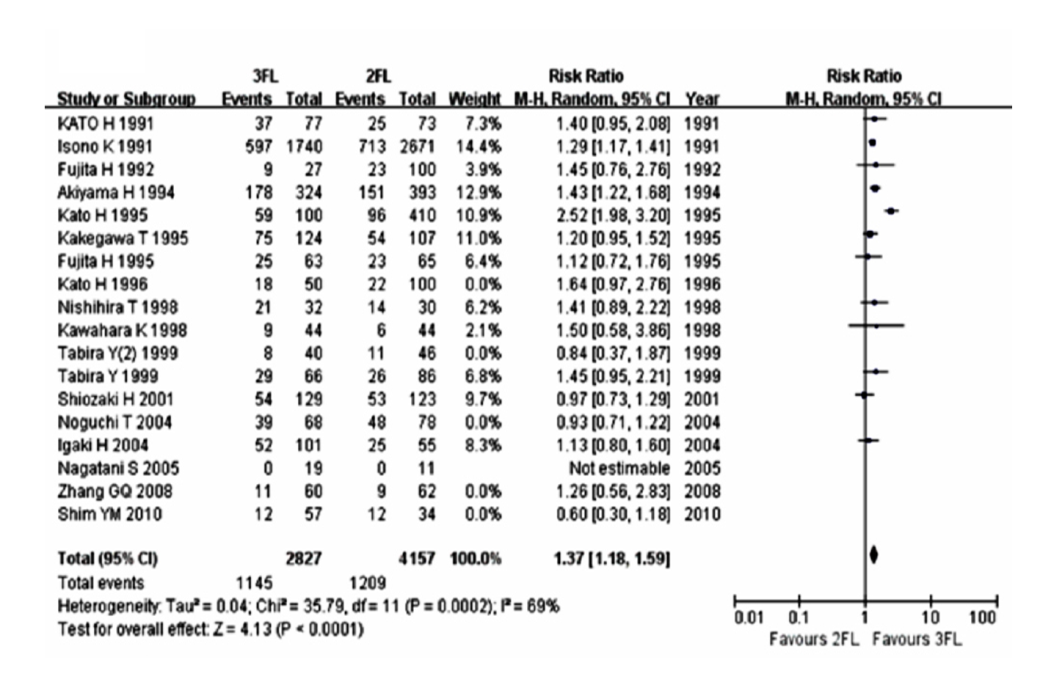 3FL 2FL Risk Ratio Risk Ratio
Study or Subgroup Events Total Events Total Weight M-H, Random, 95% CI Year M-H, Random, 95% CI
KATO H 1991 37 77 25 73 7.3% 1.40 [0.95, 2.08] 1991
Isono K 1991 597 1740 713 2671 14.4% 1.29 [1.17, 1.41] 1991
Fujita H 1992 9 27 23 100 3.9% 1.45 [0.76, 2.76] 1992
Akiyama H 1994 178 324 151 393 12.9% 1.43 [1.22, 1.68] 1994
Kato H 1995 59 100 96 410 10.9% 2.52 [1.98, 3.20] 1995
Kakegawa T 1995 75 124 54 107 11.0% 1.20 [0.95, 1.52] 1995
Fujita H 1995 25 63 23 65 6.4% 1.12 [0.72, 1.76] 1995
Kato H 1996 18 50 22 100 0.0% 1.64 [0.97, 2.76] 1996
Nishihira T 1998 21 32 14 30 6.2% 1.41 [0.89, 2.22] 1998
Kawahara K 1998 9 44 6 44 2.1% 1.50 [0.58, 3.86] 1998
Tabira Y(2) 1999 8 40 11 46 0.0% 0.84 [0.37, 1.87] 1999
Tabira Y 1999 29 66 26 86 6.8% 1.45 [0.95, 2.21] 1999
Shiozaki H 2001 54 129 53 123 9.7% 0.97 [0.73, 1.29] 2001
Noguchi T 2004 39 68 48 78 0.0% 0.93 [0.71, 1.22] 2004
Igaki H 2004 52 101 25 55 8.3% 1.13 [0.80, 1.60] 2004
Nagatani S 2005 0 19 0 11 Not estimable 2005
Zhang GQ 2008 11 60 9 62 0.0% 1.26 [0.56, 2.83] 2008
Shim YM 2010 12 57 12 34 0.0% 0.60 [0.30, 1.18] 2010
Total (95% CI) 2827 4157 100.0% 1.37 [1.18, 1.59]
Total events 1145 1209
Heterogeneity: Tau² = 0.04; Chi² = 35.79, df = 11 (P = 0.0002); I² = 69%
Test for overall effect: Z = 4.13 (P < 0.0001)
0.01 0.1 1 10 100
Favours 2FL Favours 3FL